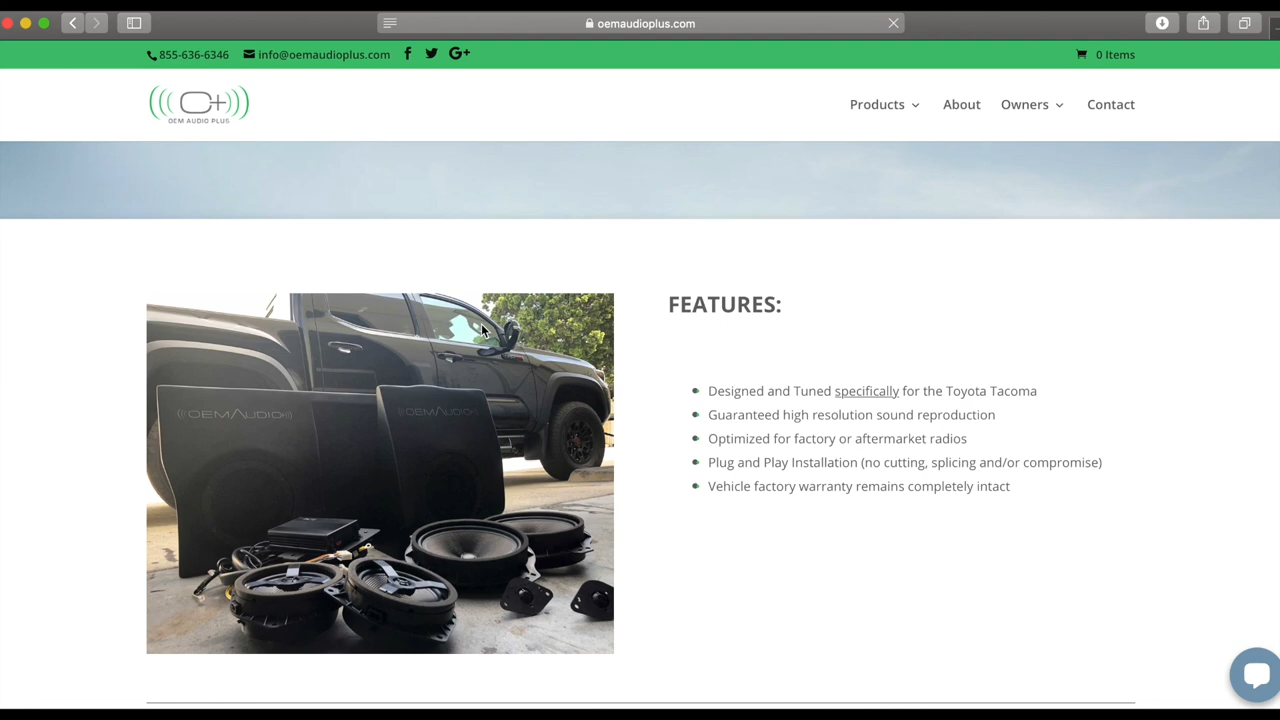 oemaudioplus.com
855-636-6346 info@oemaudioplus.com G+ 0 Items
OEM AUDIO PLUS
Products About Owners Contact
FEATURES:
Designed and Tuned specifically for the Toyota Tacoma
Guaranteed high resolution sound reproduction
Optimized for factory or aftermarket radios
Plug and Play Installation (no cutting, splicing and/or compromise)
Vehicle factory warranty remains completely intact
((OEMAUDIO))
((OEMAUDIO))